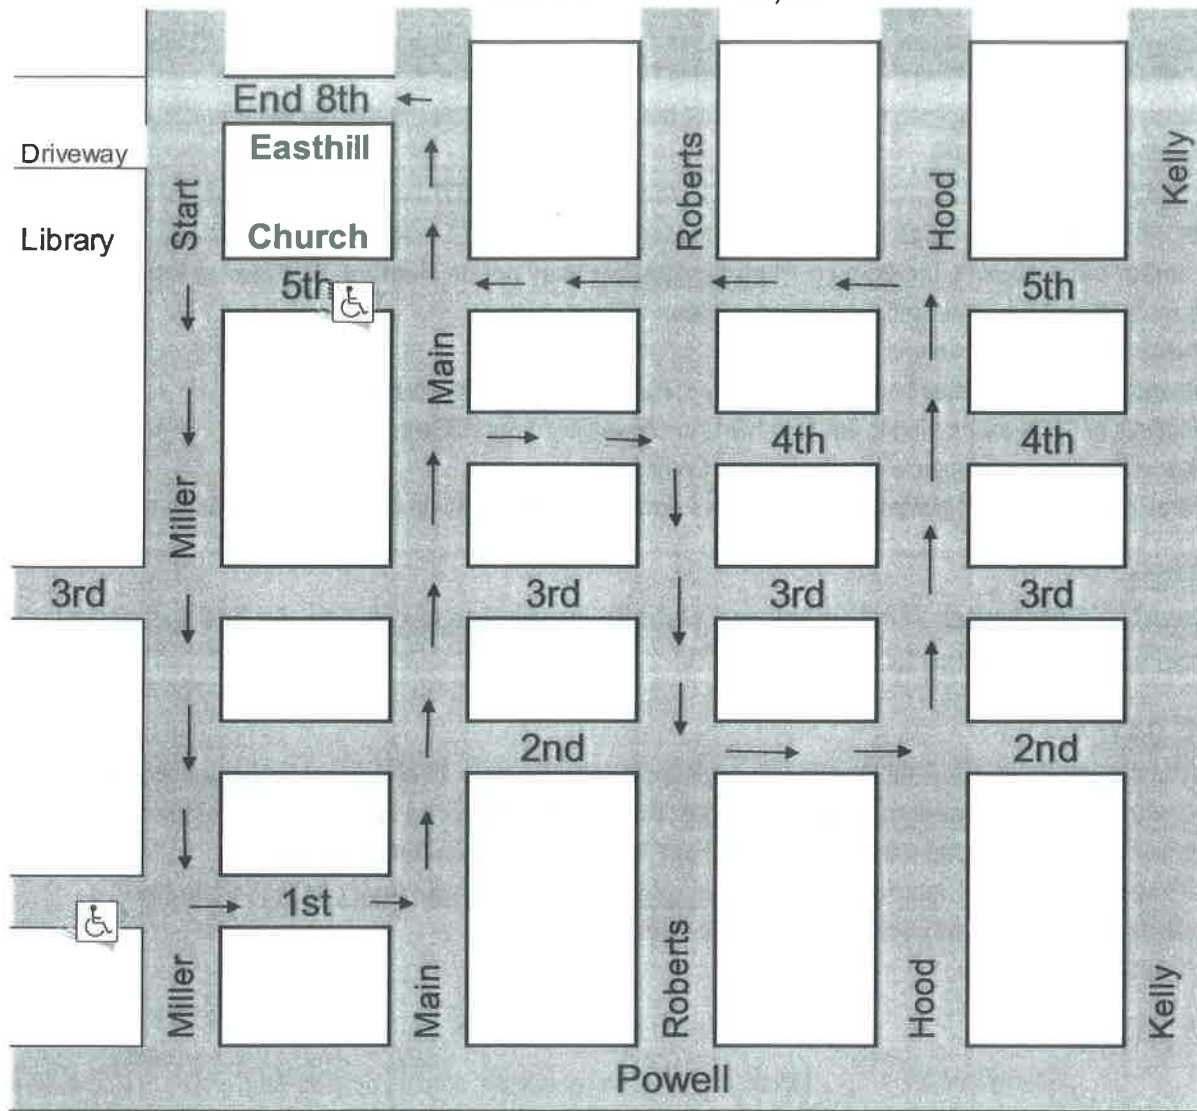 End 8th
Easthill
Driveway
Roberts
Kelly
Start
Hood
Library
Church
5th
5th
Main
4th
4th
Miller
3rd
3rd
3rd
3rd
2nd
2nd
1st
Miller
Main
Roberts
Hood
Kelly
Powell